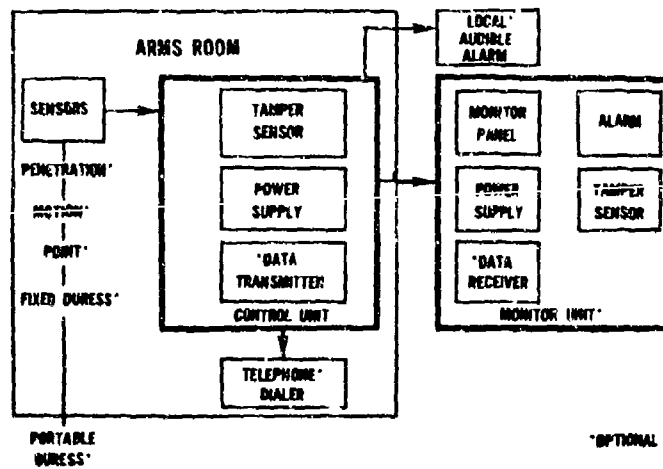 ARMS ROOM
LOCAL*
AUDIBLE
ALARM
SENSORS
TAMPER
SENSOR
POWER
SUPPLY
*DATA
TRANSMITTER
CONTROL UNIT
TELEPHONE*
DIALER
PENETRATION*
MOTION*
POINT*
FIXED DURESS*
PORTABLE
DURESS*
MONITOR
PANEL
ALARM
POWER
SUPPLY
TAMPER
SENSOR
*DATA
RECEIVER
MONITOR UNIT*
*OPTIONAL